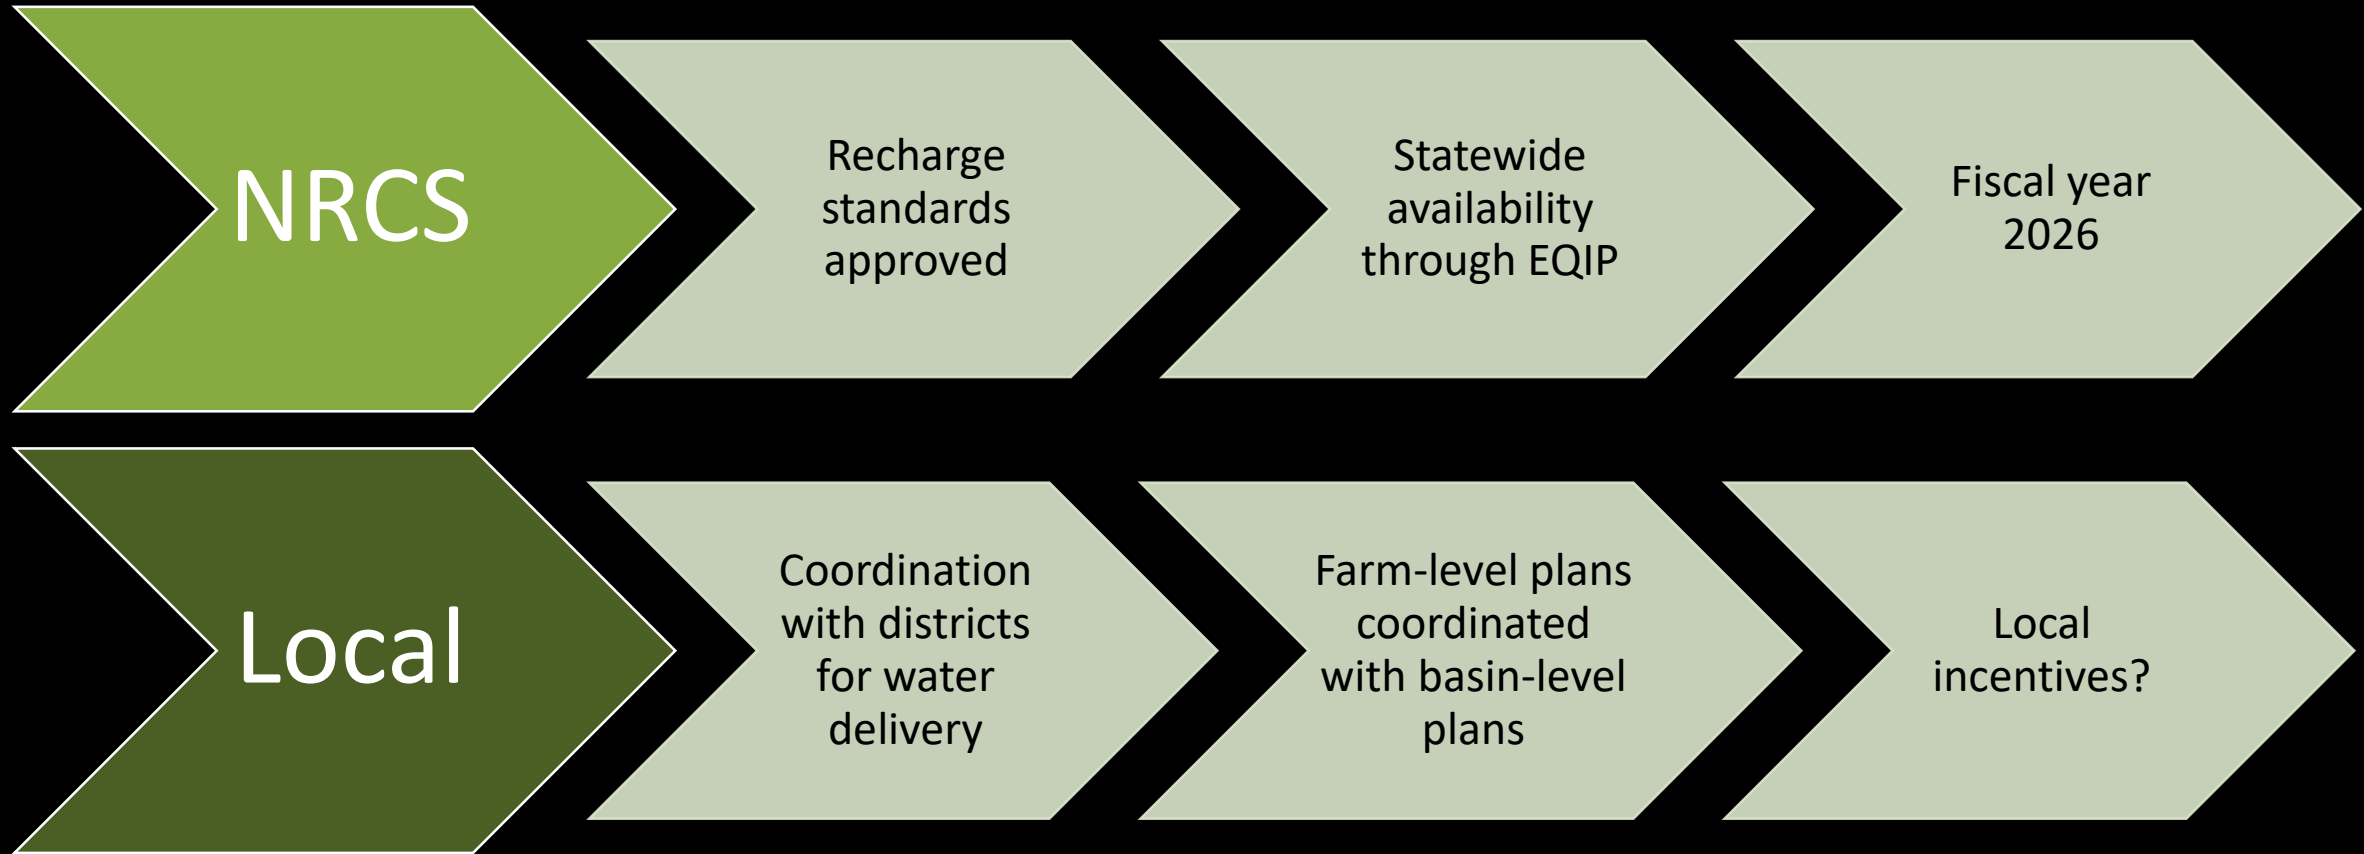 NRCS
Recharge
standards
approved
Statewide
availability
through EQIP
Fiscal year
2026
Local
Coordination
with districts
for water
delivery
Farm-level plans
coordinated
with basin-level
plans
Local
incentives?